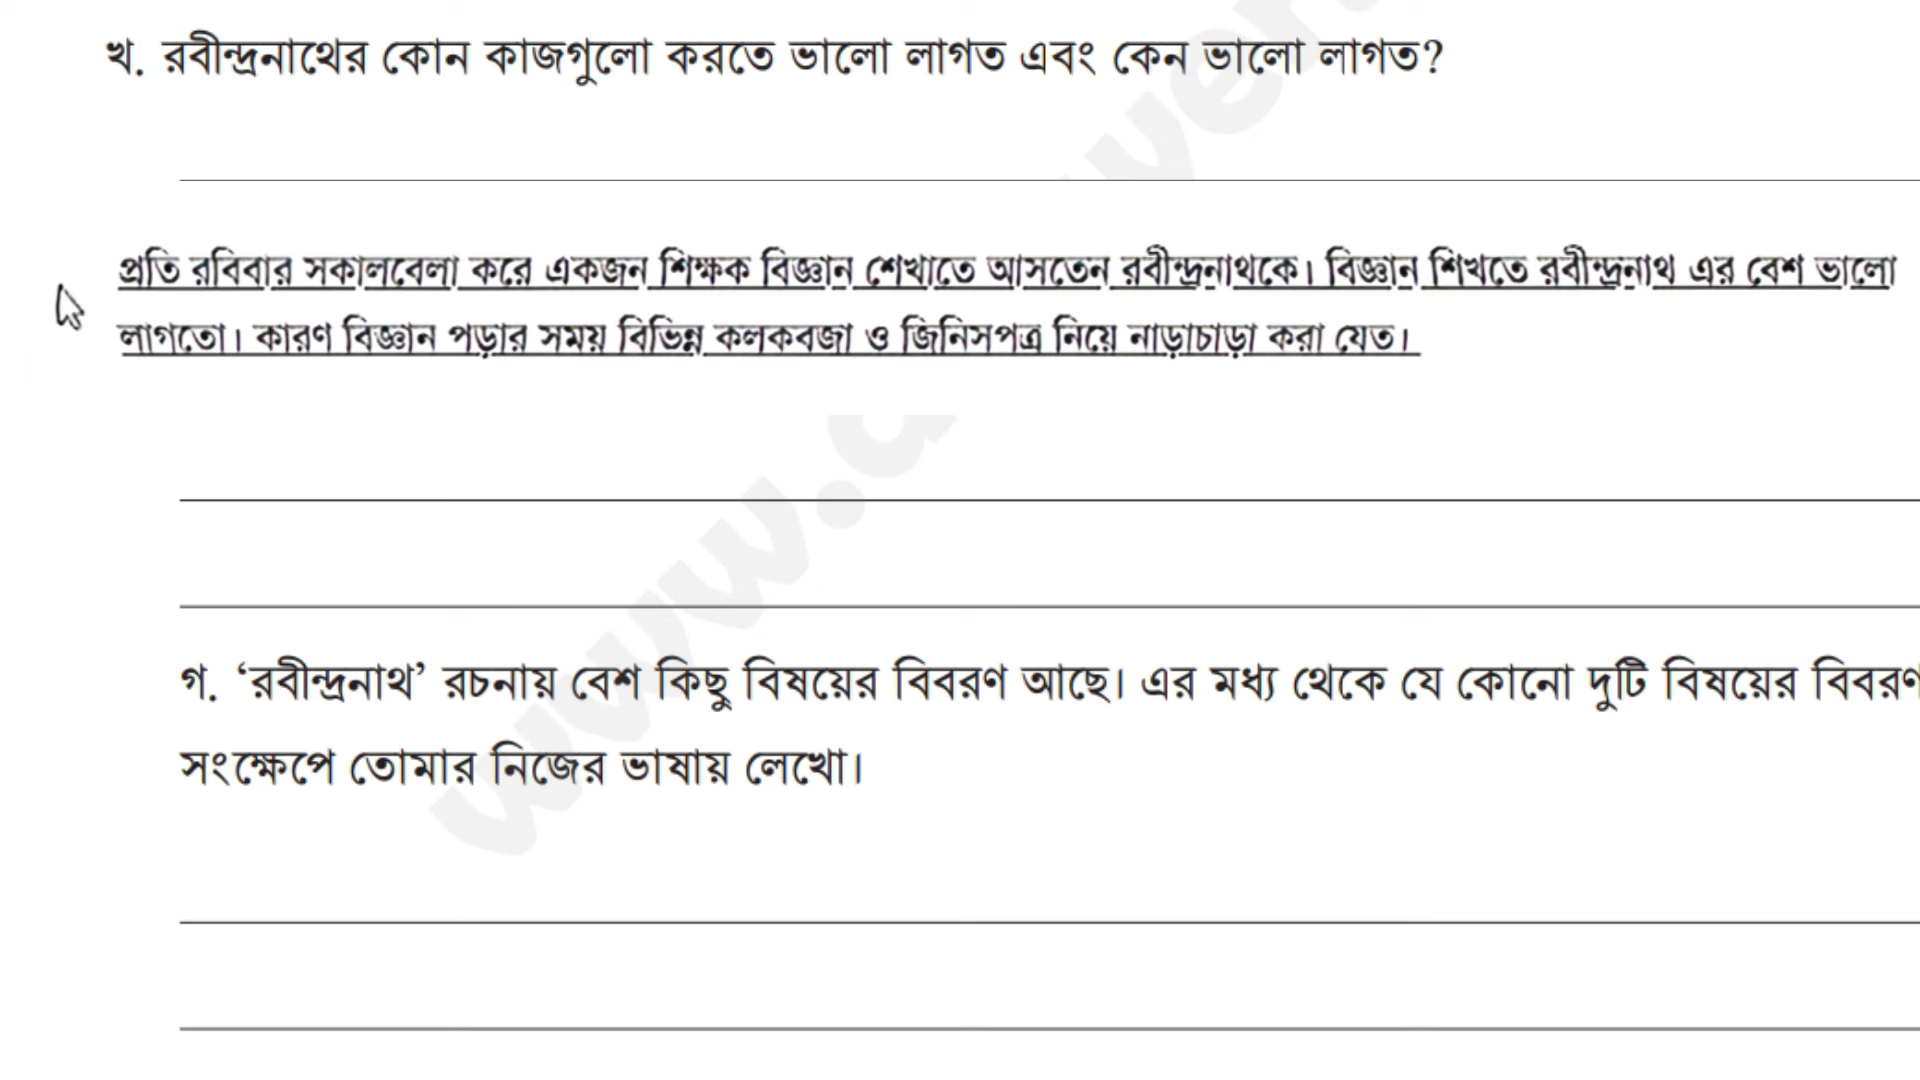 খ. রবীন্দ্রনাথের কোন কাজগুলো করতে ভালো লাগত এবং কেন ভালো লাগত?
প্রতি রবিবার সকালবেলা করে একজন শিক্ষক বিজ্ঞান শেখাতে আসতেন রবীন্দ্রনাথকে। বিজ্ঞান শিখতে রবীন্দ্রনাথ এর বেশ ভালো
লাগতো। কারণ বিজ্ঞান পড়ার সময় বিভিন্ন কলকবজা ও জিনিসপত্র নিয়ে নাড়াচাড়া করা যেত।
গ. ‘রবীন্দ্রনাথ’ রচনায় বেশ কিছু বিষয়ের বিবরণ আছে। এর মধ্য থেকে যে কোনো দুটি বিষয়ের বিবরণ
সংক্ষেপে তোমার নিজের ভাষায় লেখো।